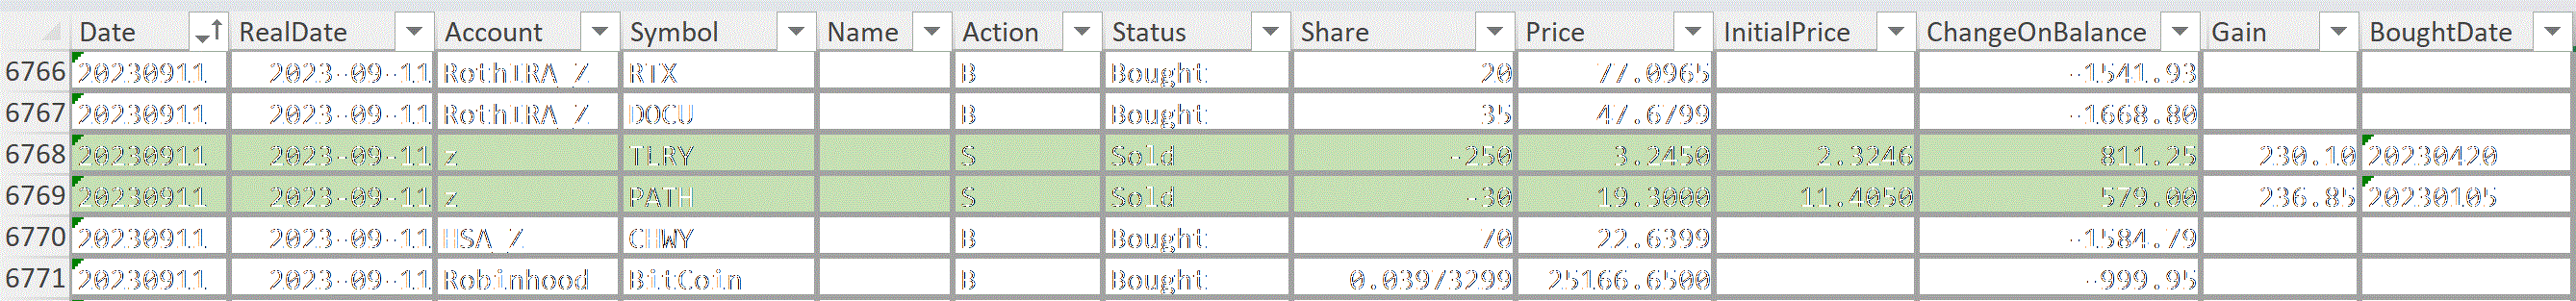 Date RealDate Account Symbol Name Action Status Share Price InitialPrice ChangeOnBalance Gain BoughtDate
6766 20230911 2023-09-11 RothIRA_Z RTX B Bought 20 77.0965 -1541.93
6767 20230911 2023-09-11 RothIRA_Z DOCU B Bought 35 47.6799 -1668.80
6768 20230911 2023-09-11 z TLRY S Sold -250 3.2450 2.3246 811.25 230.10 20230420
6769 20230911 2023-09-11 z PATH S Sold -30 19.3000 11.4050 579.00 236.85 20230105
6770 20230911 2023-09-11 HSA_Z CHWY B Bought 70 22.6399 -1584.79
6771 20230911 2023-09-11 Robinhood BitCoin B Bought 0.03973299 25166.6500 -999.95